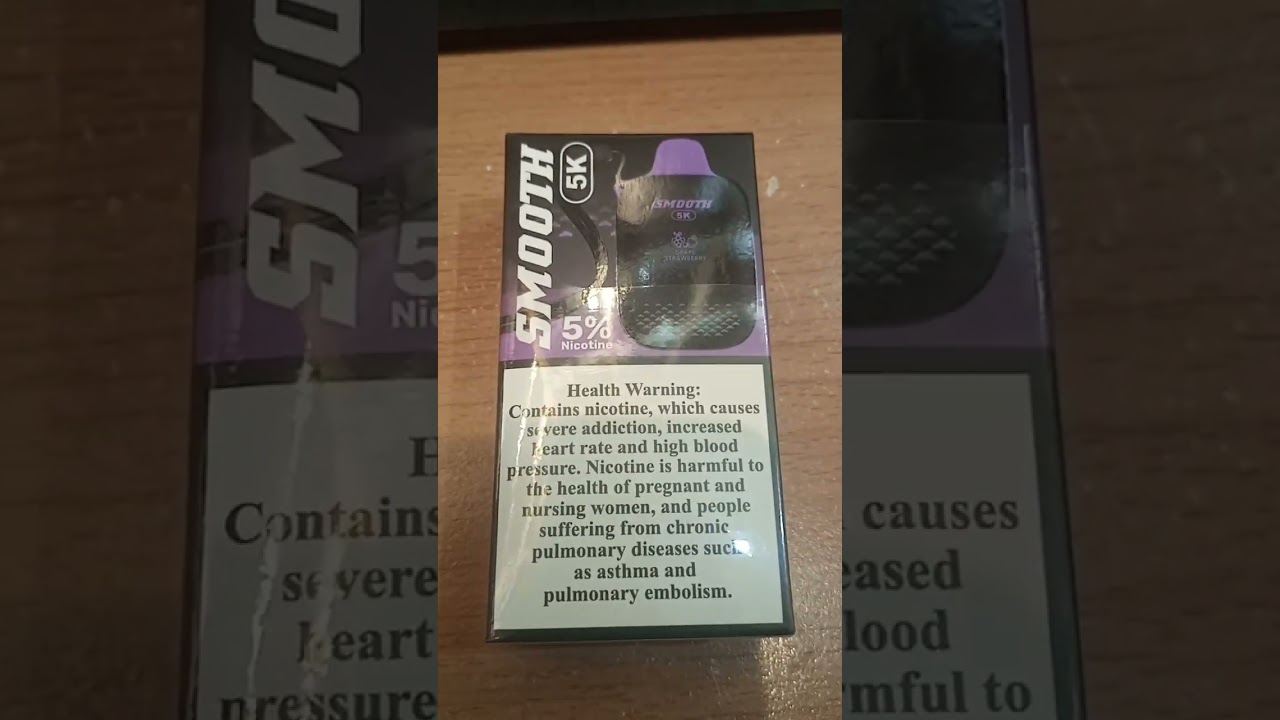 SMOOTH
5K
SMOOTH
5K
GRAPE
STRAWBERRY
5%
Nicotine
Health Warning:
Contains nicotine, which causes
severe addiction, increased
heart rate and high blood
pressure. Nicotine is harmful to
the health of pregnant and
nursing women, and people
suffering from chronic
pulmonary diseases such
as asthma and
pulmonary embolism.